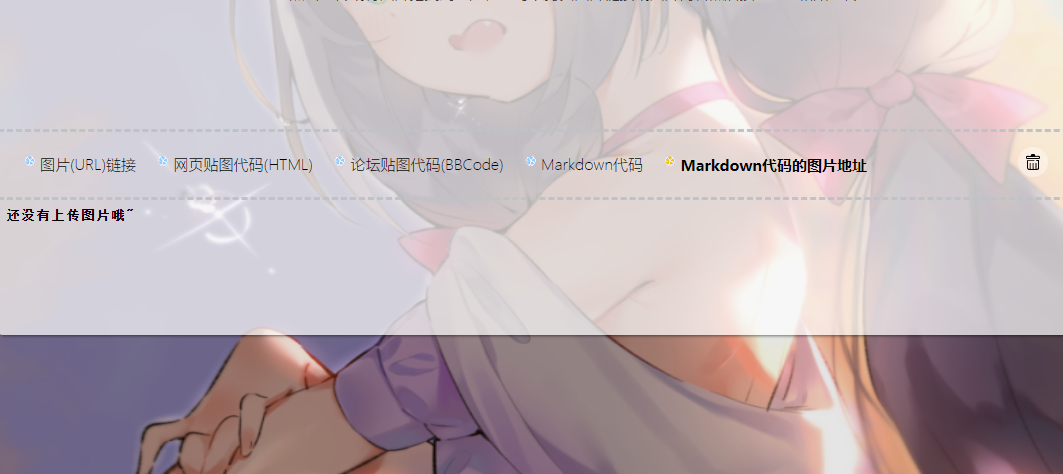 图片(URL)链接
网页贴图代码(HTML)
论坛贴图代码(BBCode)
Markdown代码
Markdown代码的图片地址
还没有上传图片哦~